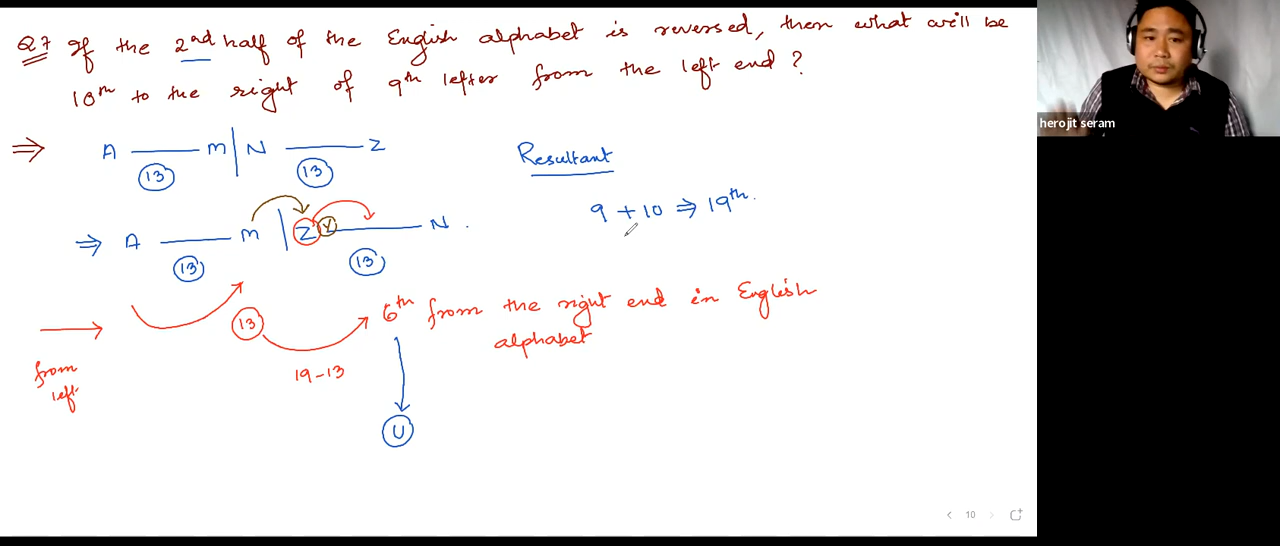 Q7 If the 2nd half of the English alphabet is reversed, then what will be
10th to the right of 9th letter from the left end ?
⇒ A M | N Z
13 13
Resultant
9 + 10 ⇒ 19th.
⇒ A M | Z Y N .
13 13
13 6th from the right end in English
alphabet
from
left
19-13
U
herojit seram
10